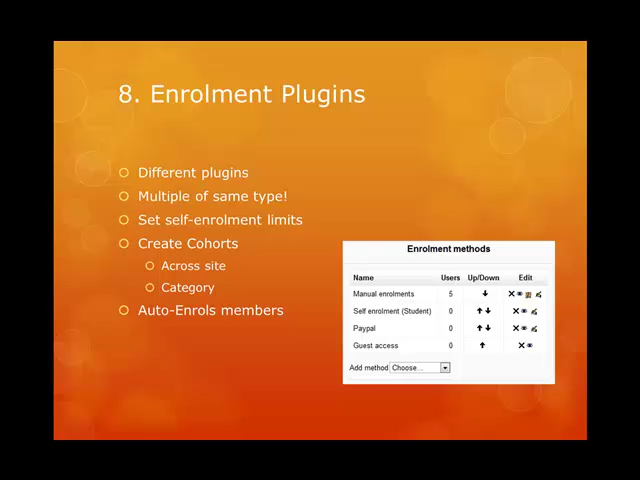 8. Enrolment Plugins
Different plugins
Multiple of same type!
Set self-enrolment limits
Create Cohorts
Across site
Category
Auto-Enrols members
Enrolment methods
Name Users Up/Down Edit
Manual enrolments 5
Self enrolment (Student) 0
Paypal 0
Guest access 0
Add method Choose...